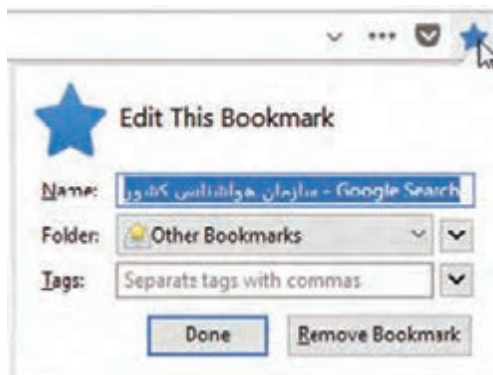 Edit This Bookmark
Name: سازمان هواشناسی کشور - Google Search
Folder: Other Bookmarks
Tags: Separate tags with commas
Done Remove Bookmark